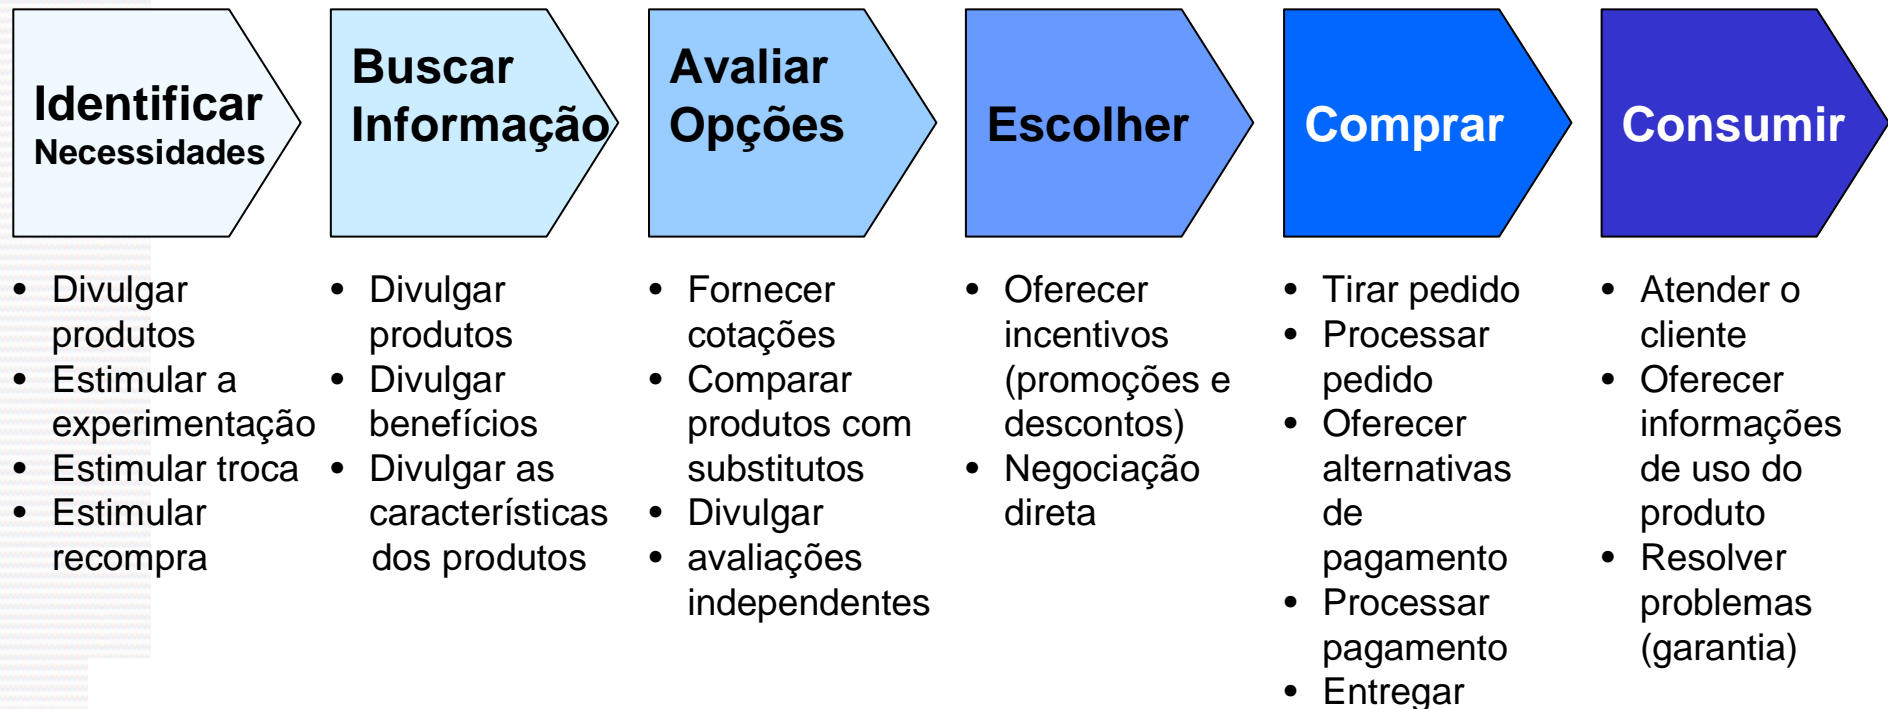 Identificar
Necessidades
Buscar
Informação
Avaliar
Opções
Escolher
Comprar
Consumir
• Divulgar
produtos
• Estimular a
experimentação
• Estimular troca
• Estimular
recompra
• Divulgar
produtos
• Divulgar
benefícios
• Divulgar as
características
dos produtos
• Fornecer
cotações
• Comparar
produtos com
substitutos
• Divulgar
• avaliações
independentes
• Oferecer
incentivos
(promoções e
descontos)
• Negociação
direta
• Tirar pedido
• Processar
pedido
• Oferecer
alternativas
de
pagamento
• Processar
pagamento
• Entregar
• Atender o
cliente
• Oferecer
informações
de uso do
produto
• Resolver
problemas
(garantia)